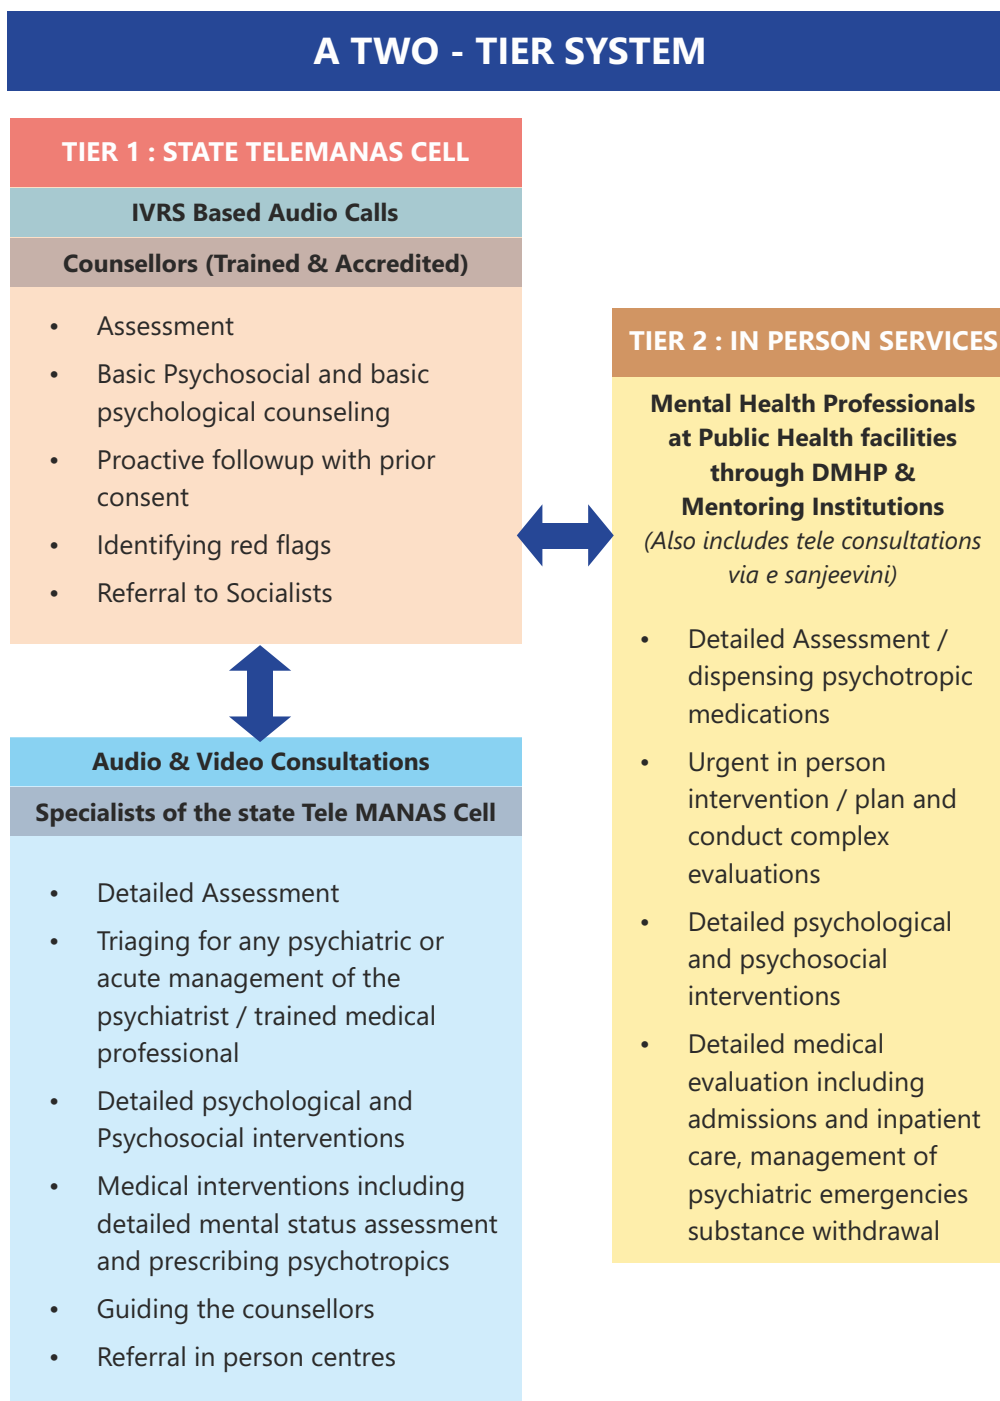 A TWO - TIER SYSTEM
TIER 1 : STATE TELEMANAS CELL
IVRS Based Audio Calls
Counsellors (Trained & Accredited)
• Assessment
• Basic Psychosocial and basic
psychological counseling
• Proactive followup with prior
consent
• Identifying red flags
• Referral to Socialists
Audio & Video Consultations
Specialists of the state Tele MANAS Cell
• Detailed Assessment
• Triaging for any psychiatric or
acute management of the
psychiatrist / trained medical
professional
• Detailed psychological and
Psychosocial interventions
• Medical interventions including
detailed mental status assessment
and prescribing psychotropics
• Guiding the counsellors
• Referral in person centres
TIER 2 : IN PERSON SERVICES
Mental Health Professionals
at Public Health facilities
through DMHP &
Mentoring Institutions
(Also includes tele consultations
via e sanjeevini)
• Detailed Assessment /
dispensing psychotropic
medications
• Urgent in person
intervention / plan and
conduct complex
evaluations
• Detailed psychological
and psychosocial
interventions
• Detailed medical
evaluation including
admissions and inpatient
care, management of
psychiatric emergencies
substance withdrawal